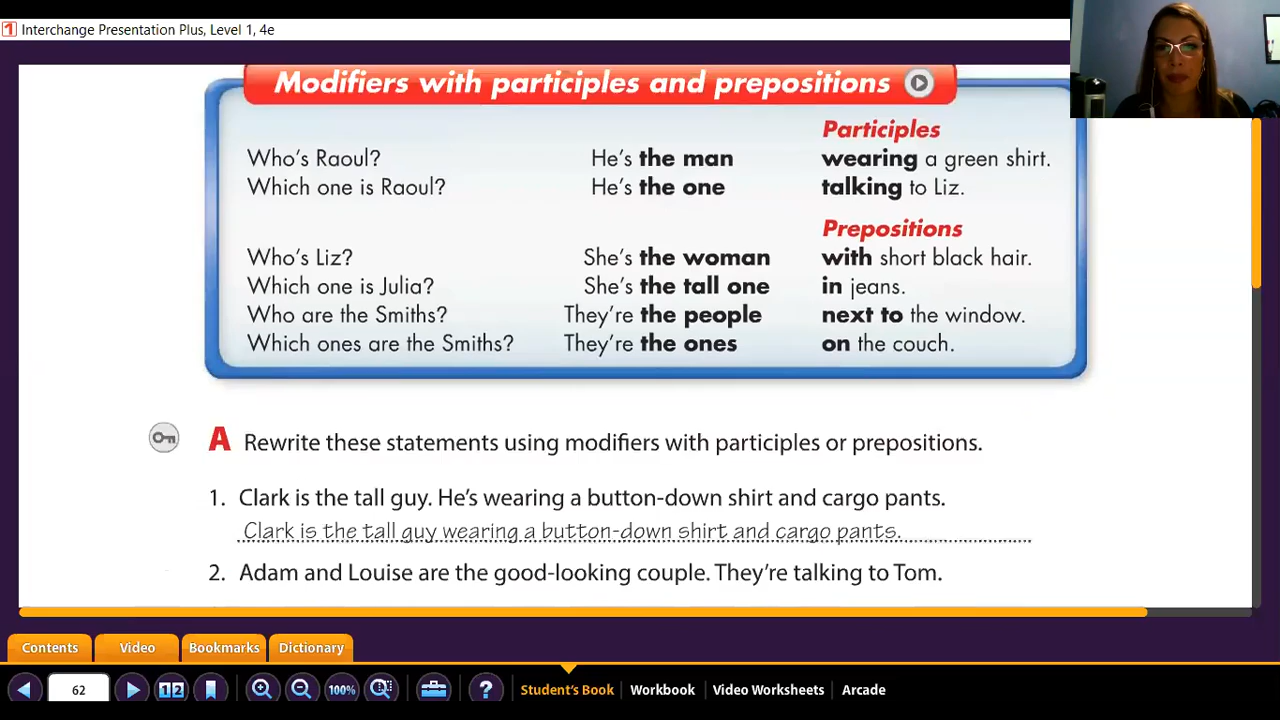 Interchange Presentation Plus, Level 1, 4e
Modifiers with participles and prepositions
Participles
Who's Raoul? He's the man wearing a green shirt.
Which one is Raoul? He's the one talking to Liz.
Prepositions
Who's Liz? She's the woman with short black hair.
Which one is Julia? She's the tall one in jeans.
Who are the Smiths? They're the people next to the window.
Which ones are the Smiths? They're the ones on the couch.
A Rewrite these statements using modifiers with participles or prepositions.
1. Clark is the tall guy. He's wearing a button-down shirt and cargo pants.
Clark is the tall guy wearing a button-down shirt and cargo pants.
2. Adam and Louise are the good-looking couple. They're talking to Tom.
Contents Video Bookmarks Dictionary
62 1 2 100% ? Student's Book Workbook Video Worksheets Arcade